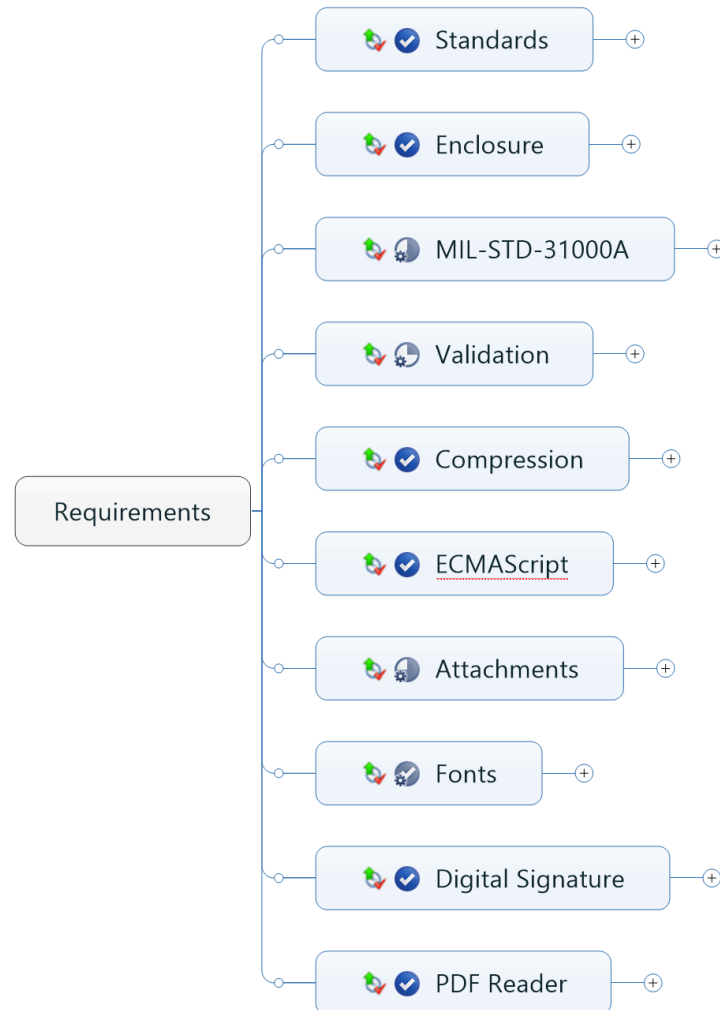 Standards
Enclosure
MIL-STD-31000A
Validation
Compression
Requirements
ECMAScript
Attachments
Fonts
Digital Signature
PDF Reader